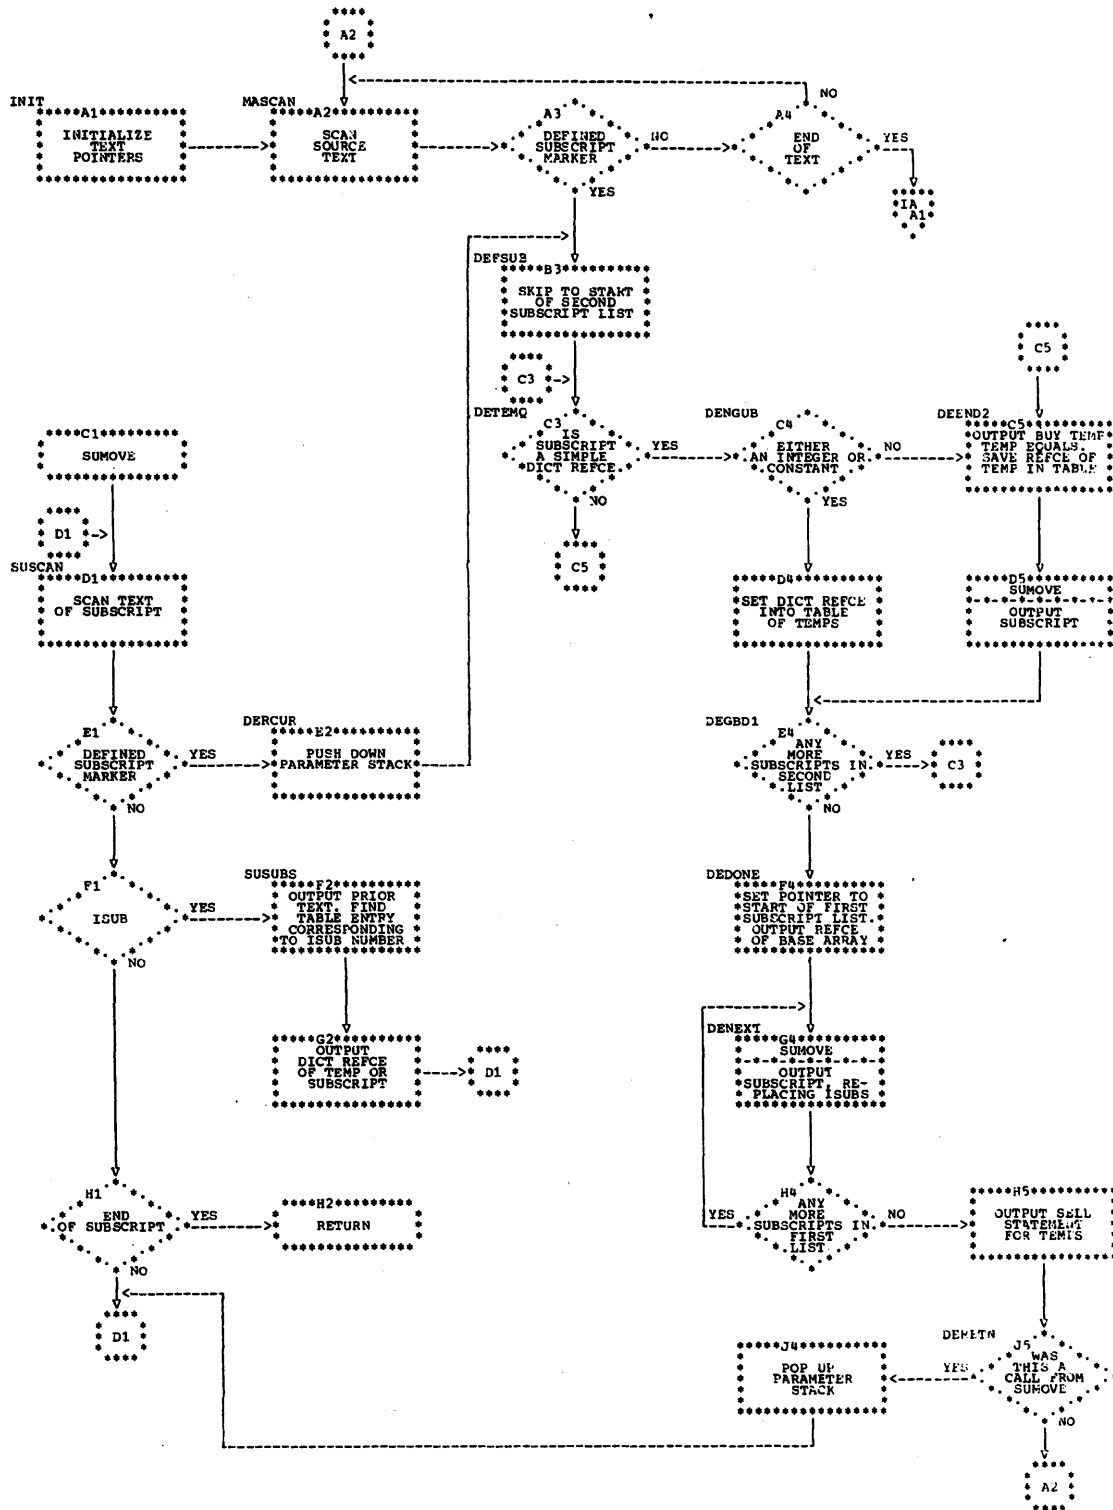 A2
NO
INIT
MASCAN
A1
INITIALIZE
TEXT
POINTERS
A2
SCAN
SOURCE
TEXT
A3
DEFINED
SUBSCRIPT
MARKER
NO
YES
A4
END
OF
TEXT
YES
IA
A1
DEFSUB
B3
SKIP TO START
OF SECOND
SUBSCRIPT LIST
C3
C5
DETEMQ
C3
IS
SUBSCRIPT
A SIMPLE
DICT REFCE
YES
NO
C5
DENGUB
C4
EITHER
AN INTEGER OR
CONSTANT
NO
YES
DEEND2
C5
OUTPUT BUY TEMP
TEMP EQUALS.
SAVE REFCE OF
TEMP IN TABLE
C1
SUMOVE
D1
SUSCAN
D1
SCAN TEXT
OF SUBSCRIPT
D4
SET DICT REFCE
INTO TABLE
OF TEMPS
D5
SUMOVE
OUTPUT
SUBSCRIPT
E1
DEFINED
SUBSCRIPT
MARKER
YES
NO
DERCUR
E2
PUSH DOWN
PARAMETER STACK
DEGBD1
E4
ANY
MORE
SUBSCRIPTS IN
SECOND
LIST
YES
C3
NO
F1
ISUB
YES
NO
SUSUBS
F2
OUTPUT PRIOR
TEXT. FIND
TABLE ENTRY
CORRESPONDING
TO ISUB NUMBER
DEDONE
F4
SET POINTER TO
START OF FIRST
SUBSCRIPT LIST.
OUTPUT REFCE
OF BASE ARRAY
G2
OUTPUT
DICT REFCE
OF TEMP OR
SUBSCRIPT
D1
DENEXT
G4
SUMOVE
OUTPUT
SUBSCRIPT, RE-
PLACING ISUBS
H1
END
OF SUBSCRIPT
YES
NO
H2
RETURN
YES
H4
ANY
MORE
SUBSCRIPTS IN
FIRST
LIST
NO
H5
OUTPUT SELL
STATEMENT
FOR TEMPS
D1
DERETN
J4
POP UP
PARAMETER
STACK
YES
J5
WAS
THIS A
CALL FROM
SUMOVE
NO
A2